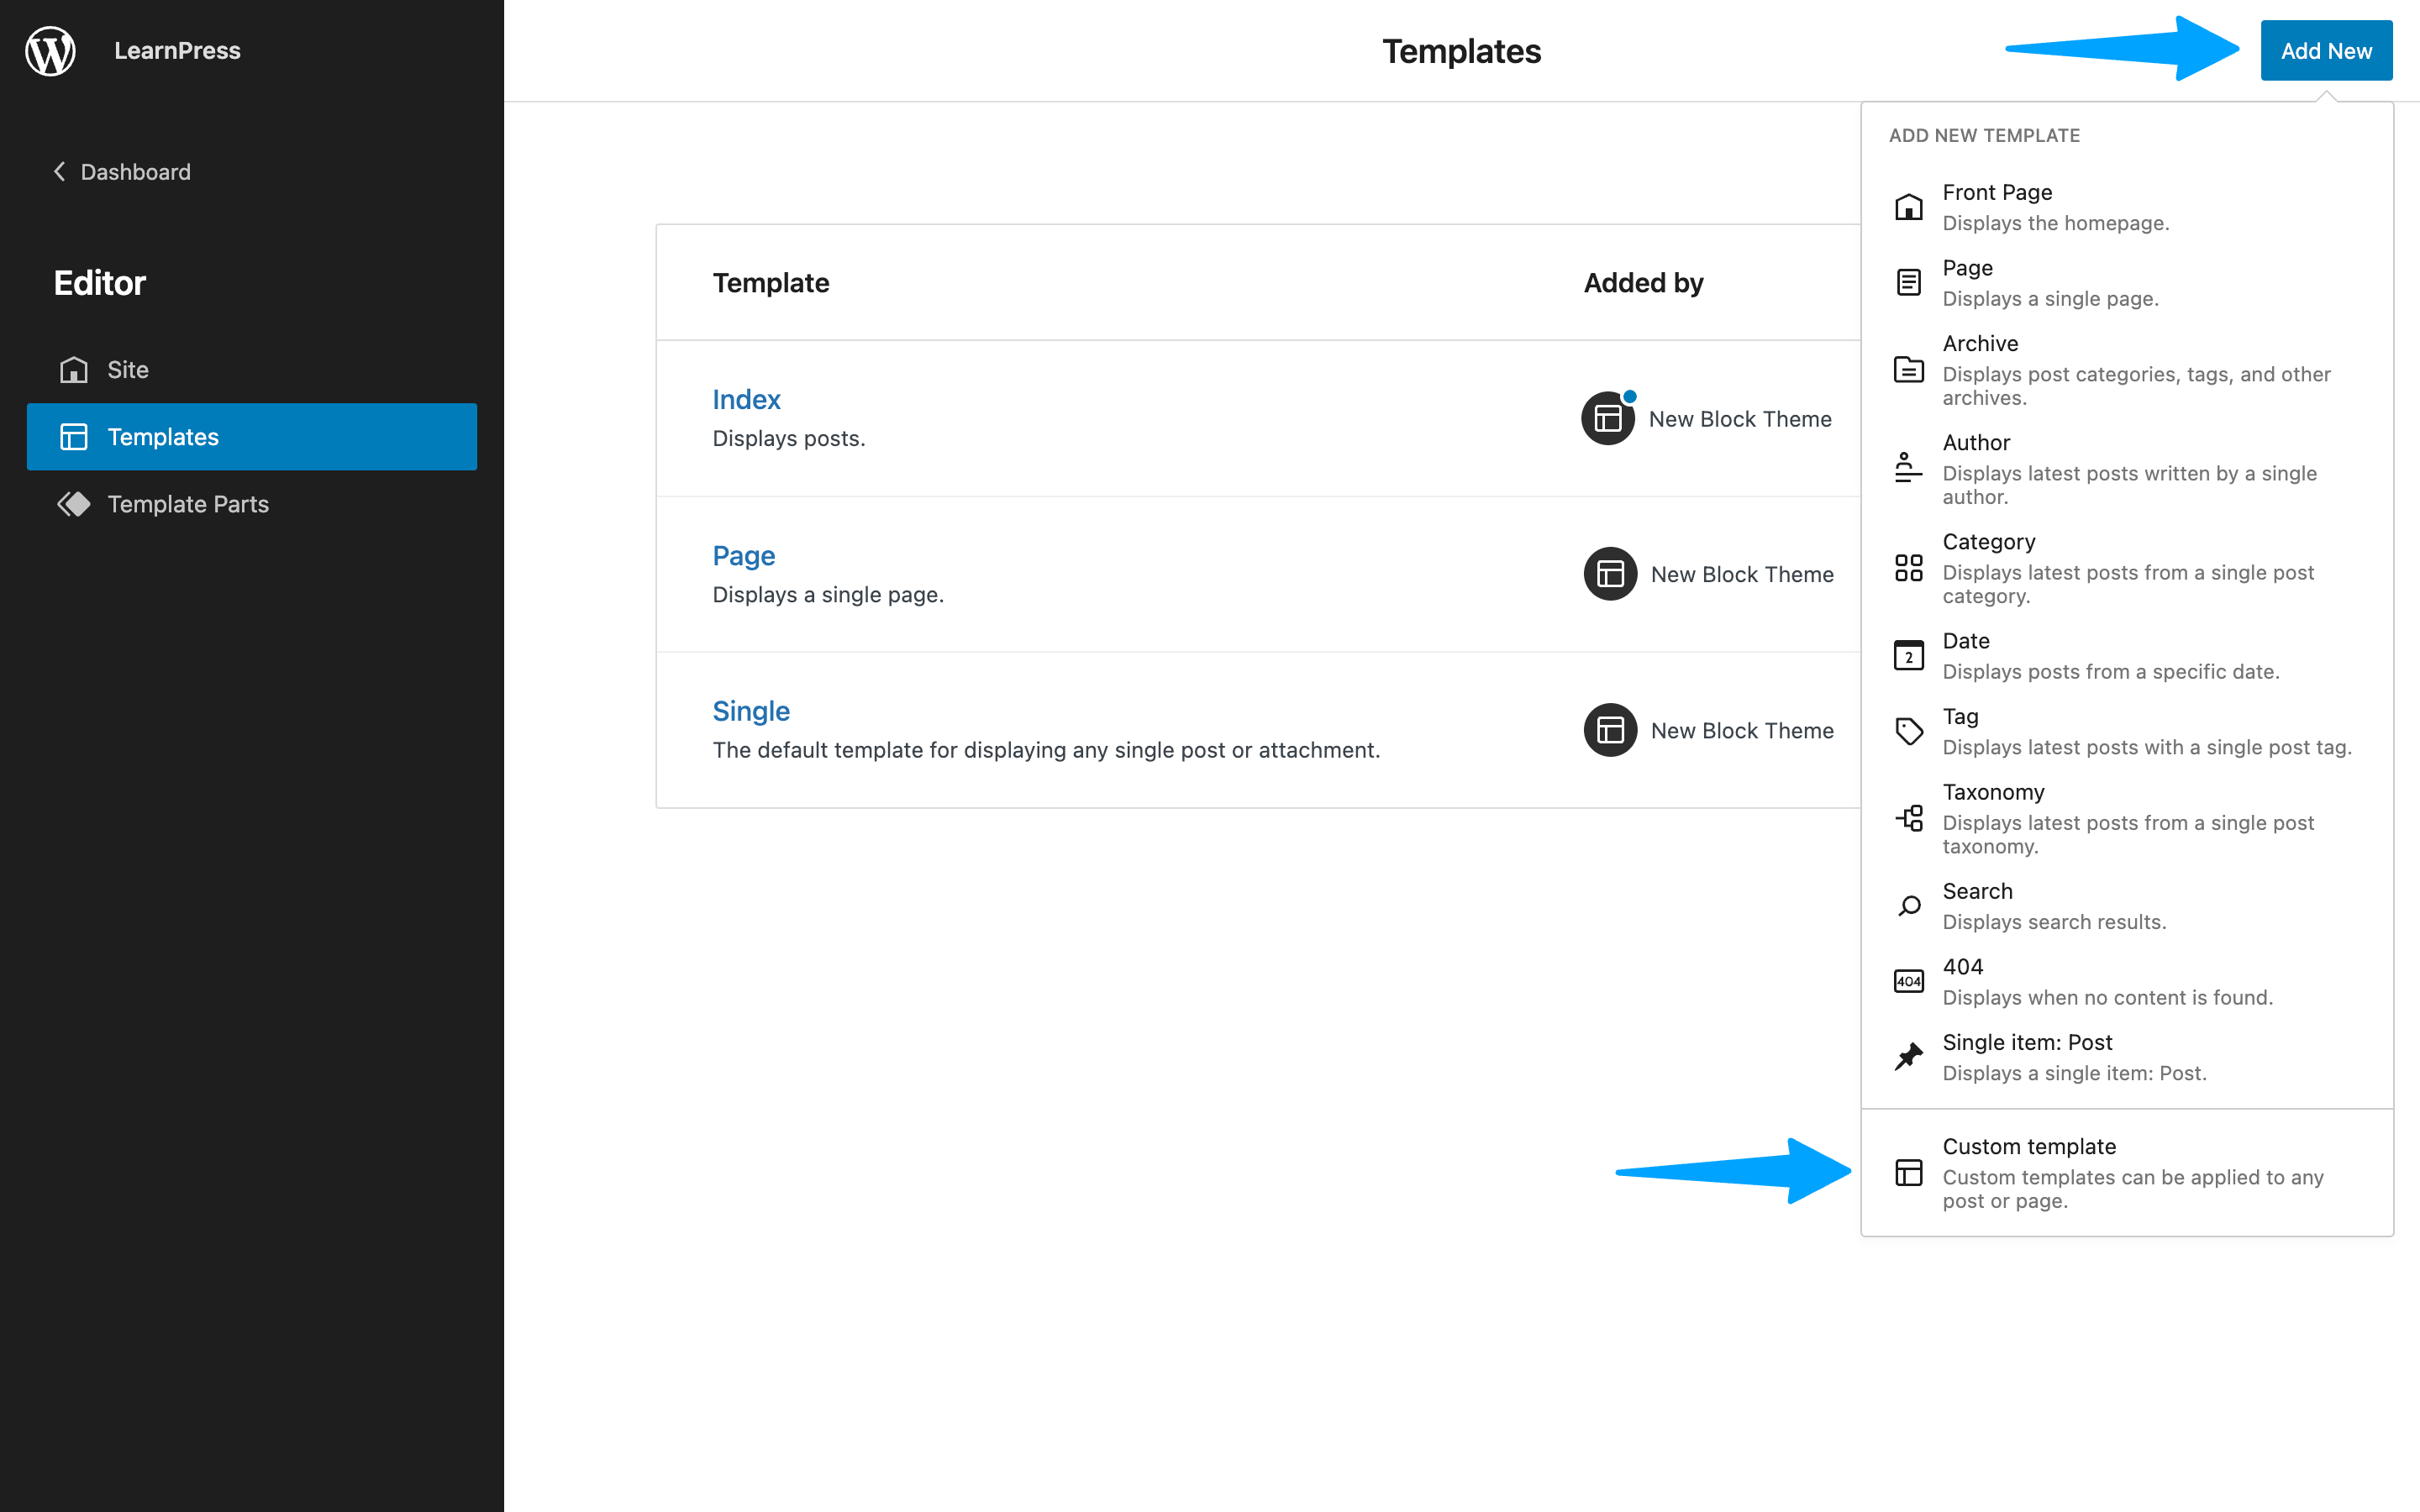 LearnPress
Dashboard
Editor
Site
Templates
Template Parts
Templates
Add New
Template
Added by
Index
Displays posts.
New Block Theme
Page
Displays a single page.
New Block Theme
Single
The default template for displaying any single post or attachment.
New Block Theme
ADD NEW TEMPLATE
Front Page
Displays the homepage.
Page
Displays a single page.
Archive
Displays post categories, tags, and other
archives.
Author
Displays latest posts written by a single
author.
Category
Displays latest posts from a single post
category.
2
Date
Displays posts from a specific date.
Tag
Displays latest posts with a single post tag.
Taxonomy
Displays latest posts from a single post
taxonomy.
Search
Displays search results.
404
404
Displays when no content is found.
Single item: Post
Displays a single item: Post.
Custom template
Custom templates can be applied to any
post or page.